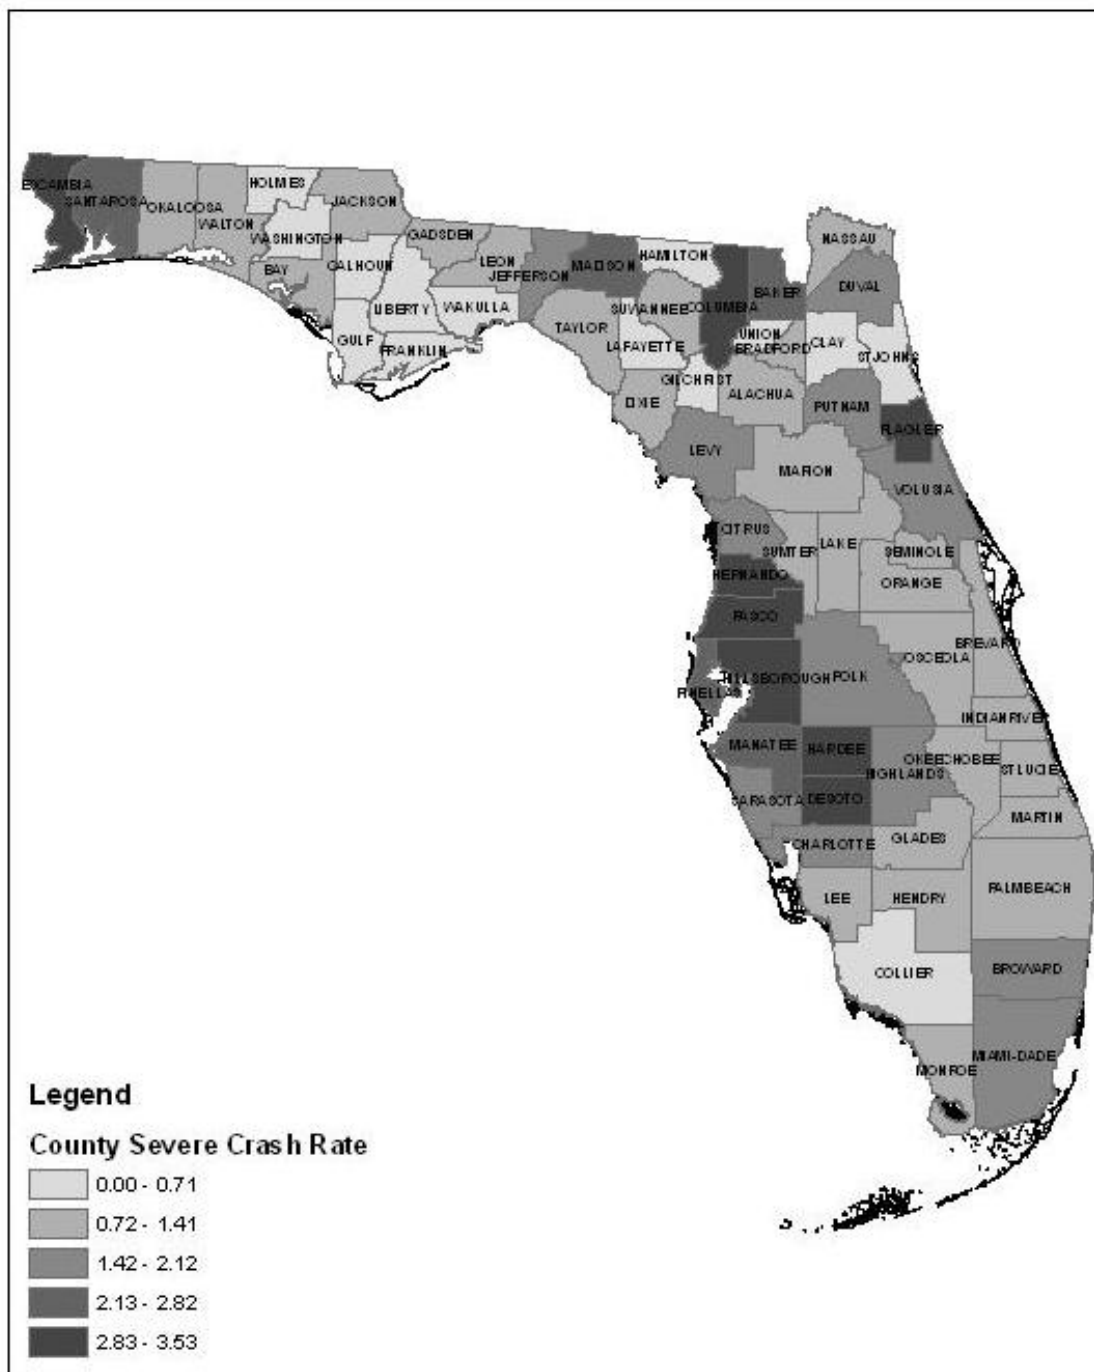 HOLMES
ESCAMBIA
SANTAROSA
OKALOOSA
WALTON
JACKSON
WASHINGTON
GADSDEN
NASSAU
BAY
CALHOUN
LEON
JEFFERSON
MADISON
HAMILTON
COLUMBIA
BAKER
DUVAL
LIBERTY
WAKULLA
SUWANNEE
GULF
FRANKLIN
TAYLOR
LAFAYETTE
UNION
BRADFORD
CLAY
ST JOHNS
GILCHRIST
DIXIE
ALACHUA
PUTNAM
FLAGLER
LEVY
MARION
VOLUSIA
CITRUS
SUMTER
LAKE
SEMINOLE
HERNANDO
ORANGE
PASCO
BREVARD
OSCEOLA
HILLSBOROUGH
POLK
PINELLAS
INDIAN RIVER
MANATEE
HARDEE
OKEECHOBEE
HIGHLANDS
ST LUCIE
SARASOTA
DESOTO
MARTIN
CHARLOTTE
GLADES
LEE
HENDRY
PALM BEACH
COLLIER
BROWARD
MONROE
MIAMI-DADE
Legend
County Severe Crash Rate
0.00 - 0.71
0.72 - 1.41
1.42 - 2.12
2.13 - 2.82
2.83 - 3.53